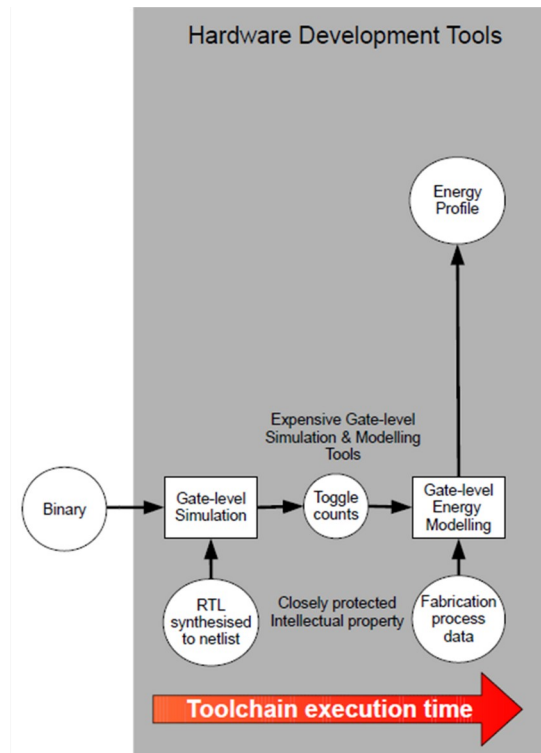 Hardware Development Tools
Energy
Profile
Expensive Gate-level
Simulation & Modelling
Tools
Binary
Gate-level
Simulation
Toggle
counts
Gate-level
Energy
Modelling
RTL
synthesised
to netlist
Closely protected
Intellectual property
Fabrication
process
data
Toolchain execution time